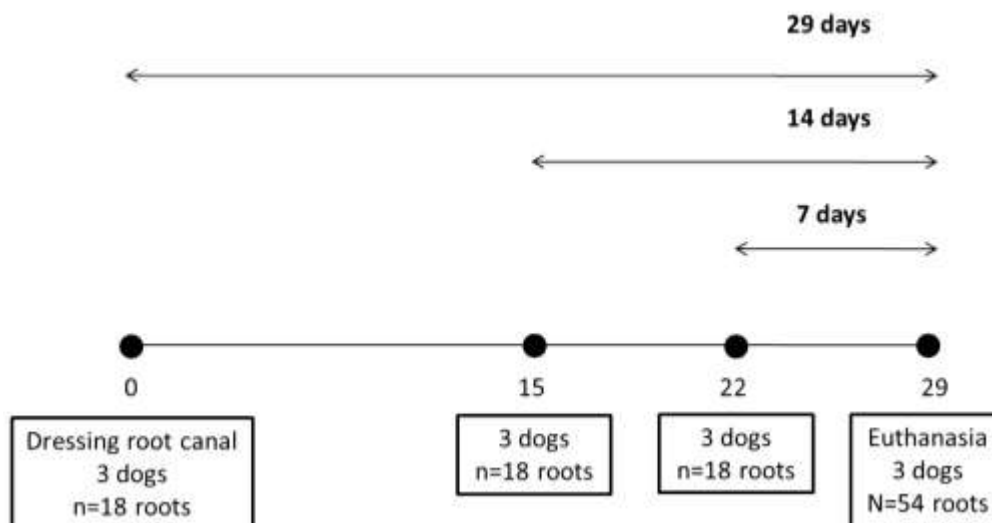 29 days
14 days
7 days
0
15
22
29
Dressing root canal
3 dogs
n=18 roots
3 dogs
n=18 roots
3 dogs
n=18 roots
Euthanasia
3 dogs
N=54 roots